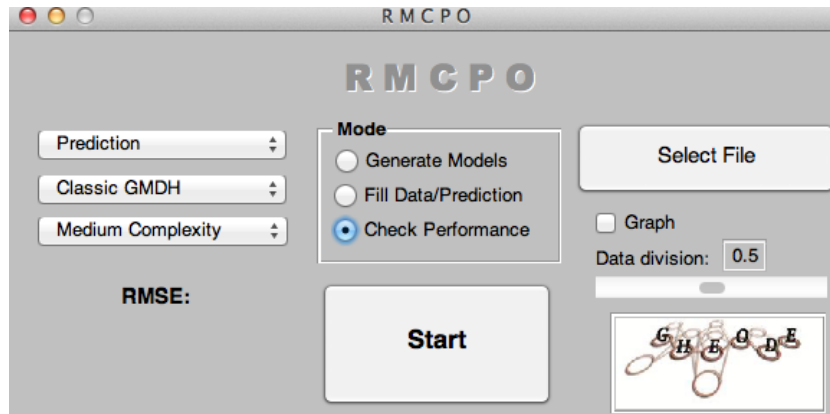 RMCPO
RMCPO
Prediction
Classic GMDH
Medium Complexity
RMSE:
Mode
Generate Models
Fill Data/Prediction
Check Performance
Start
Select File
Graph
Data division: 0.5
GHEODE